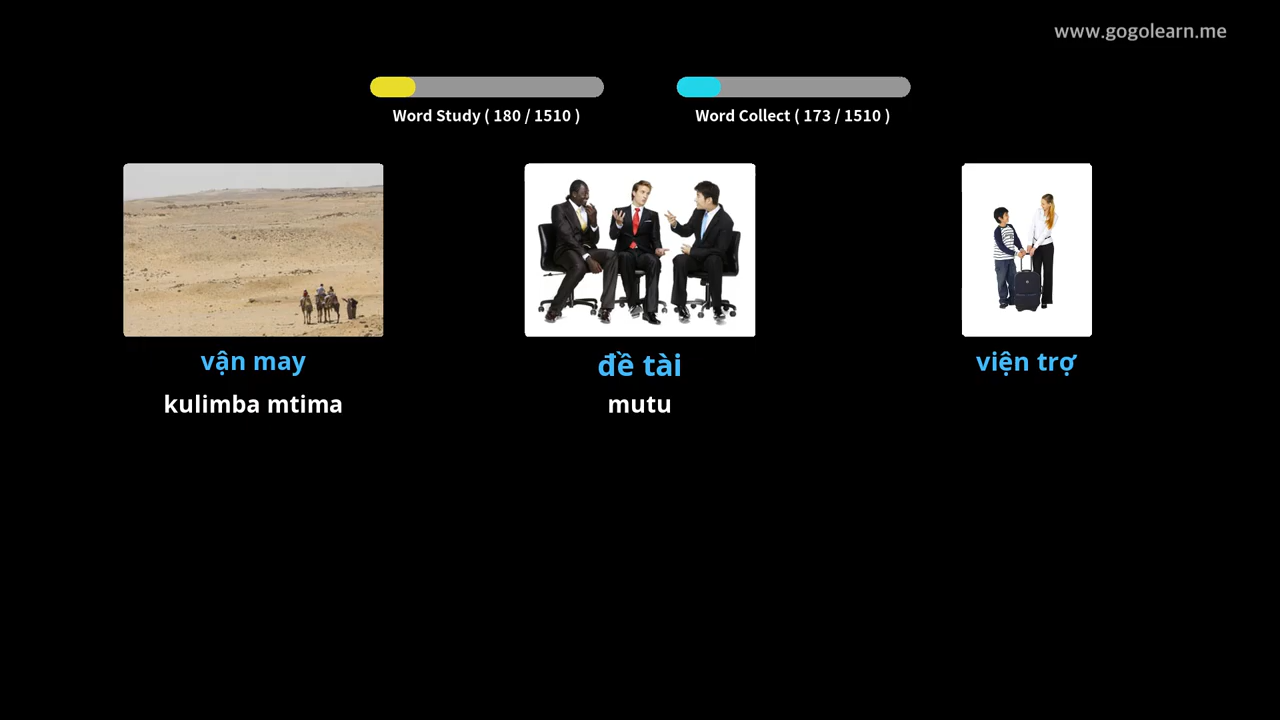 www.gogolearn.me
Word Study ( 180 / 1510 )
Word Collect ( 173 / 1510 )
vận may
đề tài
viện trợ
kulimba mtima
mutu